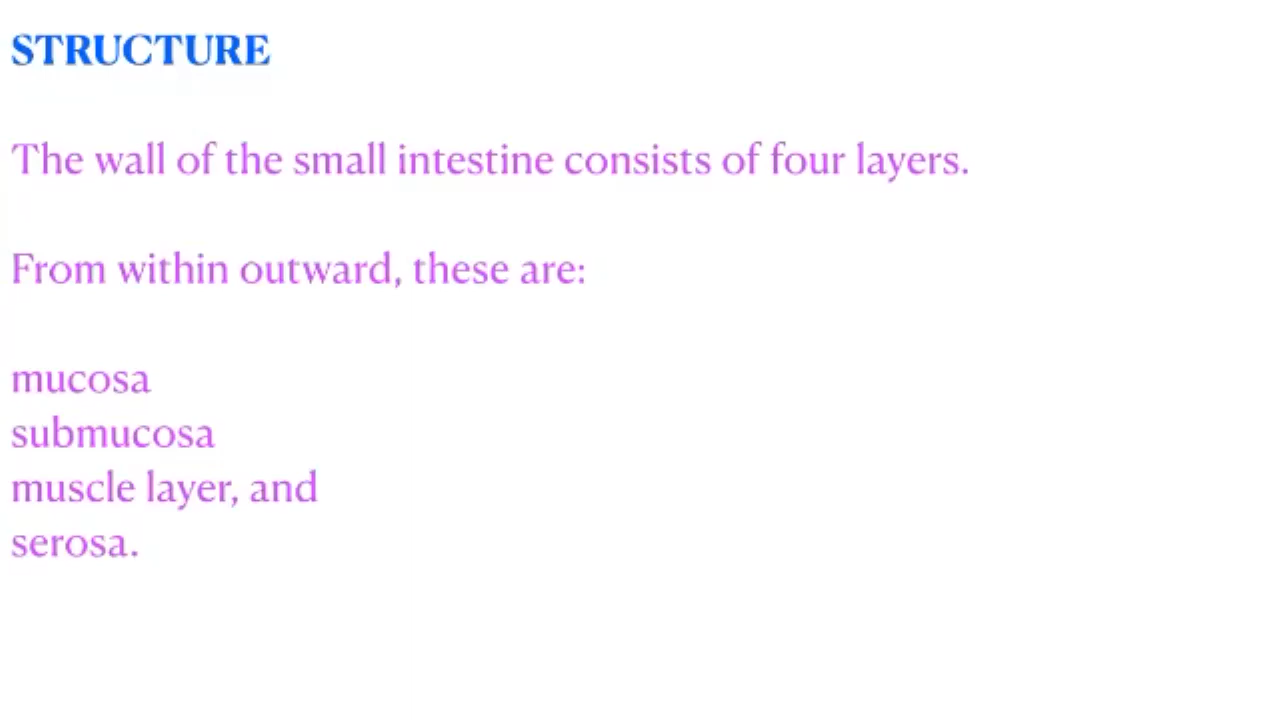 STRUCTURE
The wall of the small intestine consists of four layers.
From within outward, these are:
mucosa
submucosa
muscle layer, and
serosa.